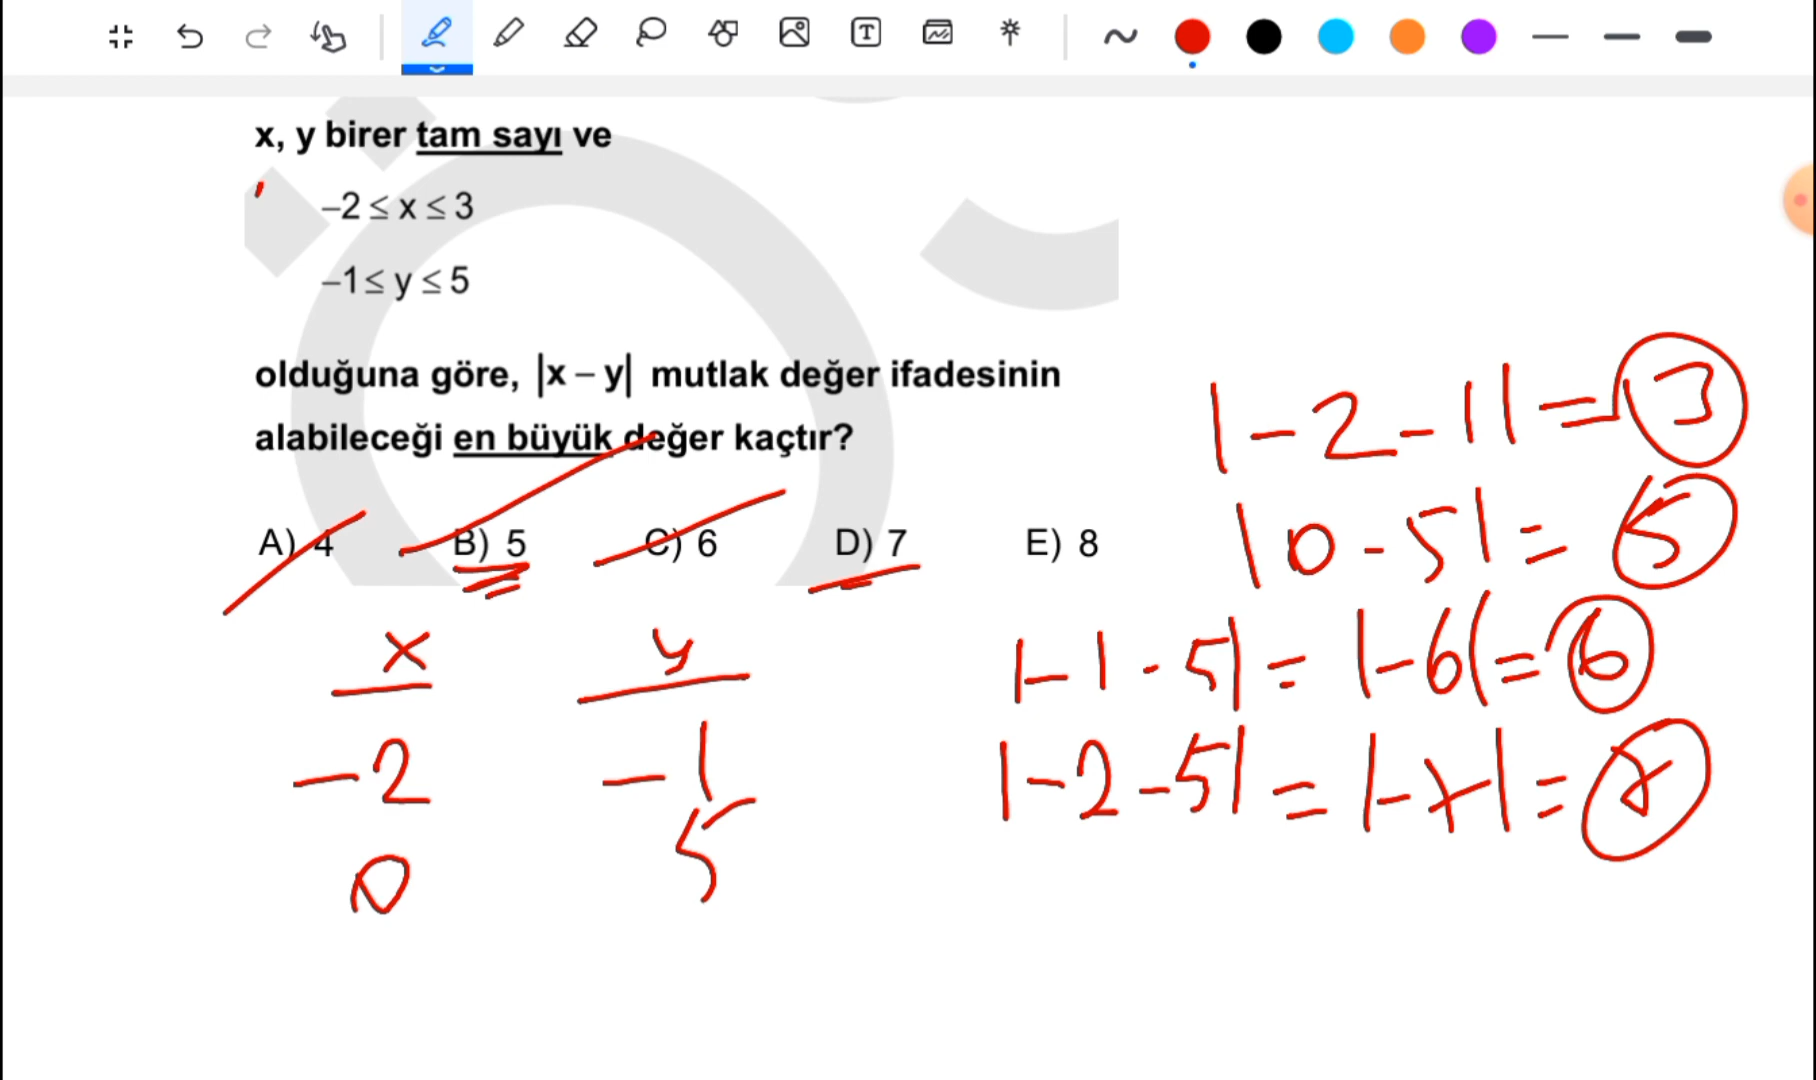 x, y birer tam sayı ve
–2 ≤ x ≤ 3
–1 ≤ y ≤ 5
olduğuna göre, |x – y| mutlak değer ifadesinin
alabileceği en büyük değer kaçtır?
A) 4 B) 5 C) 6 D) 7 E) 8
|-2-1|=3
|0-5|=5
|-1-5|=|-6|=6
|-2-5|=|-7|=7
x y
-2 -1
0 5